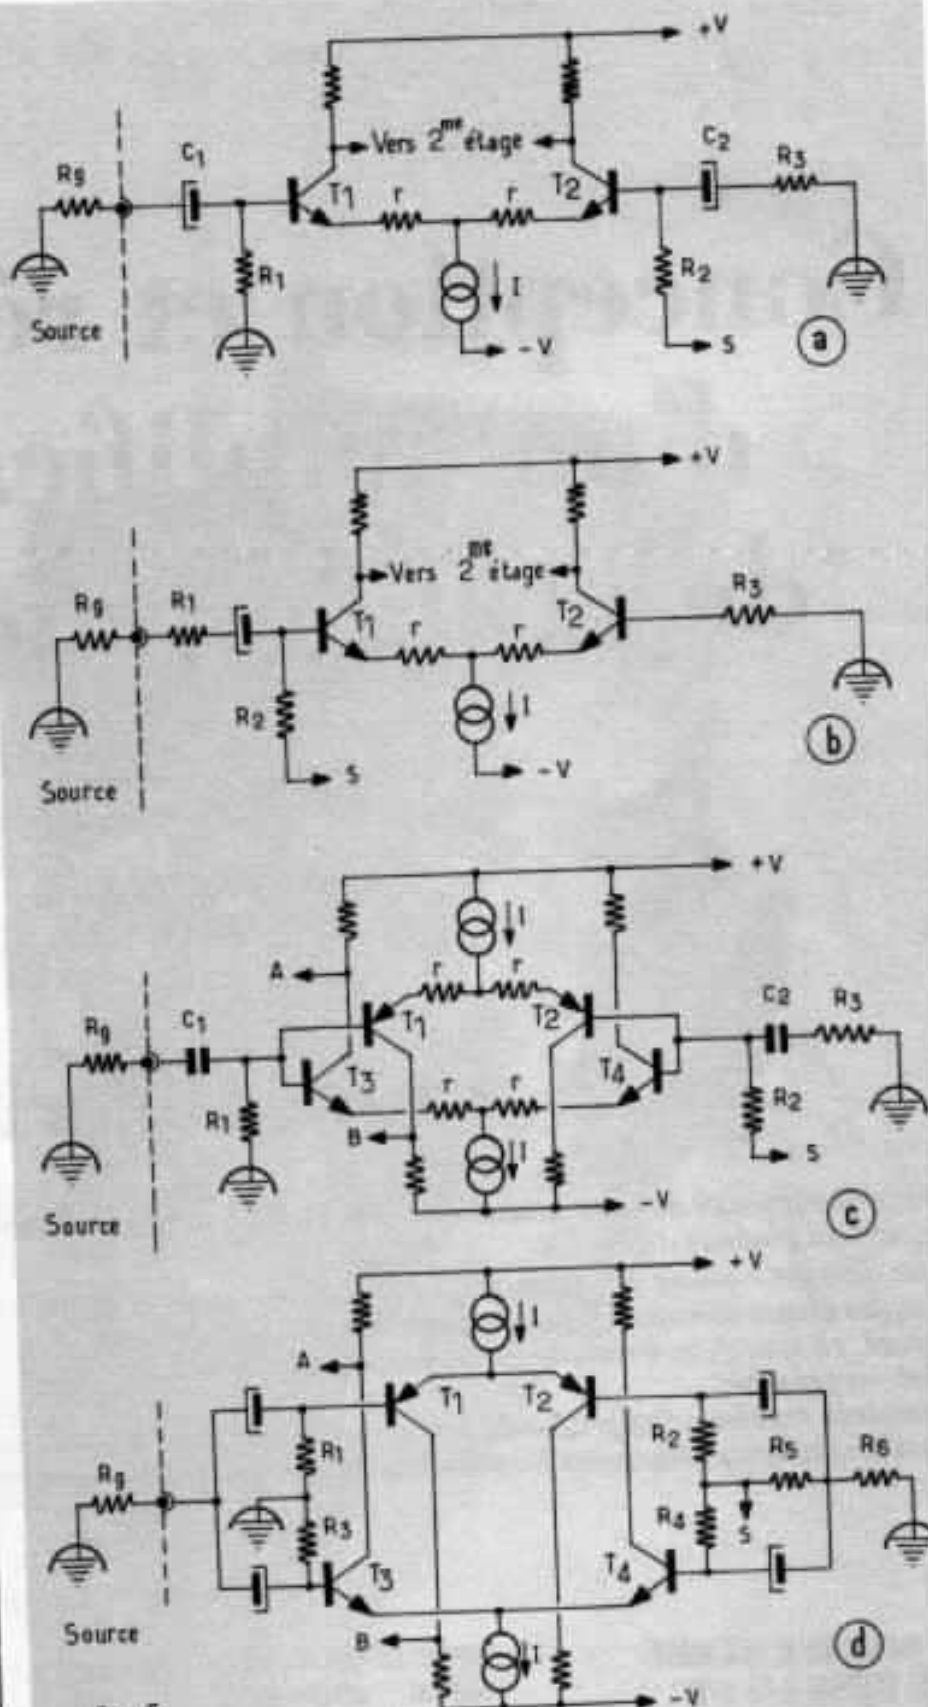 +V
Vers 2me étage
Rg
C1
T1
r
r
T2
C2
R3
R1
I
R2
Source
-V
S
a
+V
Vers 2me étage
Rg
R1
T1
r
r
T2
R3
R2
I
b
Source
S
-V
+V
I
A
r
r
Rg
C1
T1
T2
C2
R3
T3
T4
R1
r
r
R2
B
I
S
Source
-V
c
+V
I
A
T1
T2
R1
R2
R5
R6
Rg
R3
R4
S
T3
T4
Source
B
I
d
-V